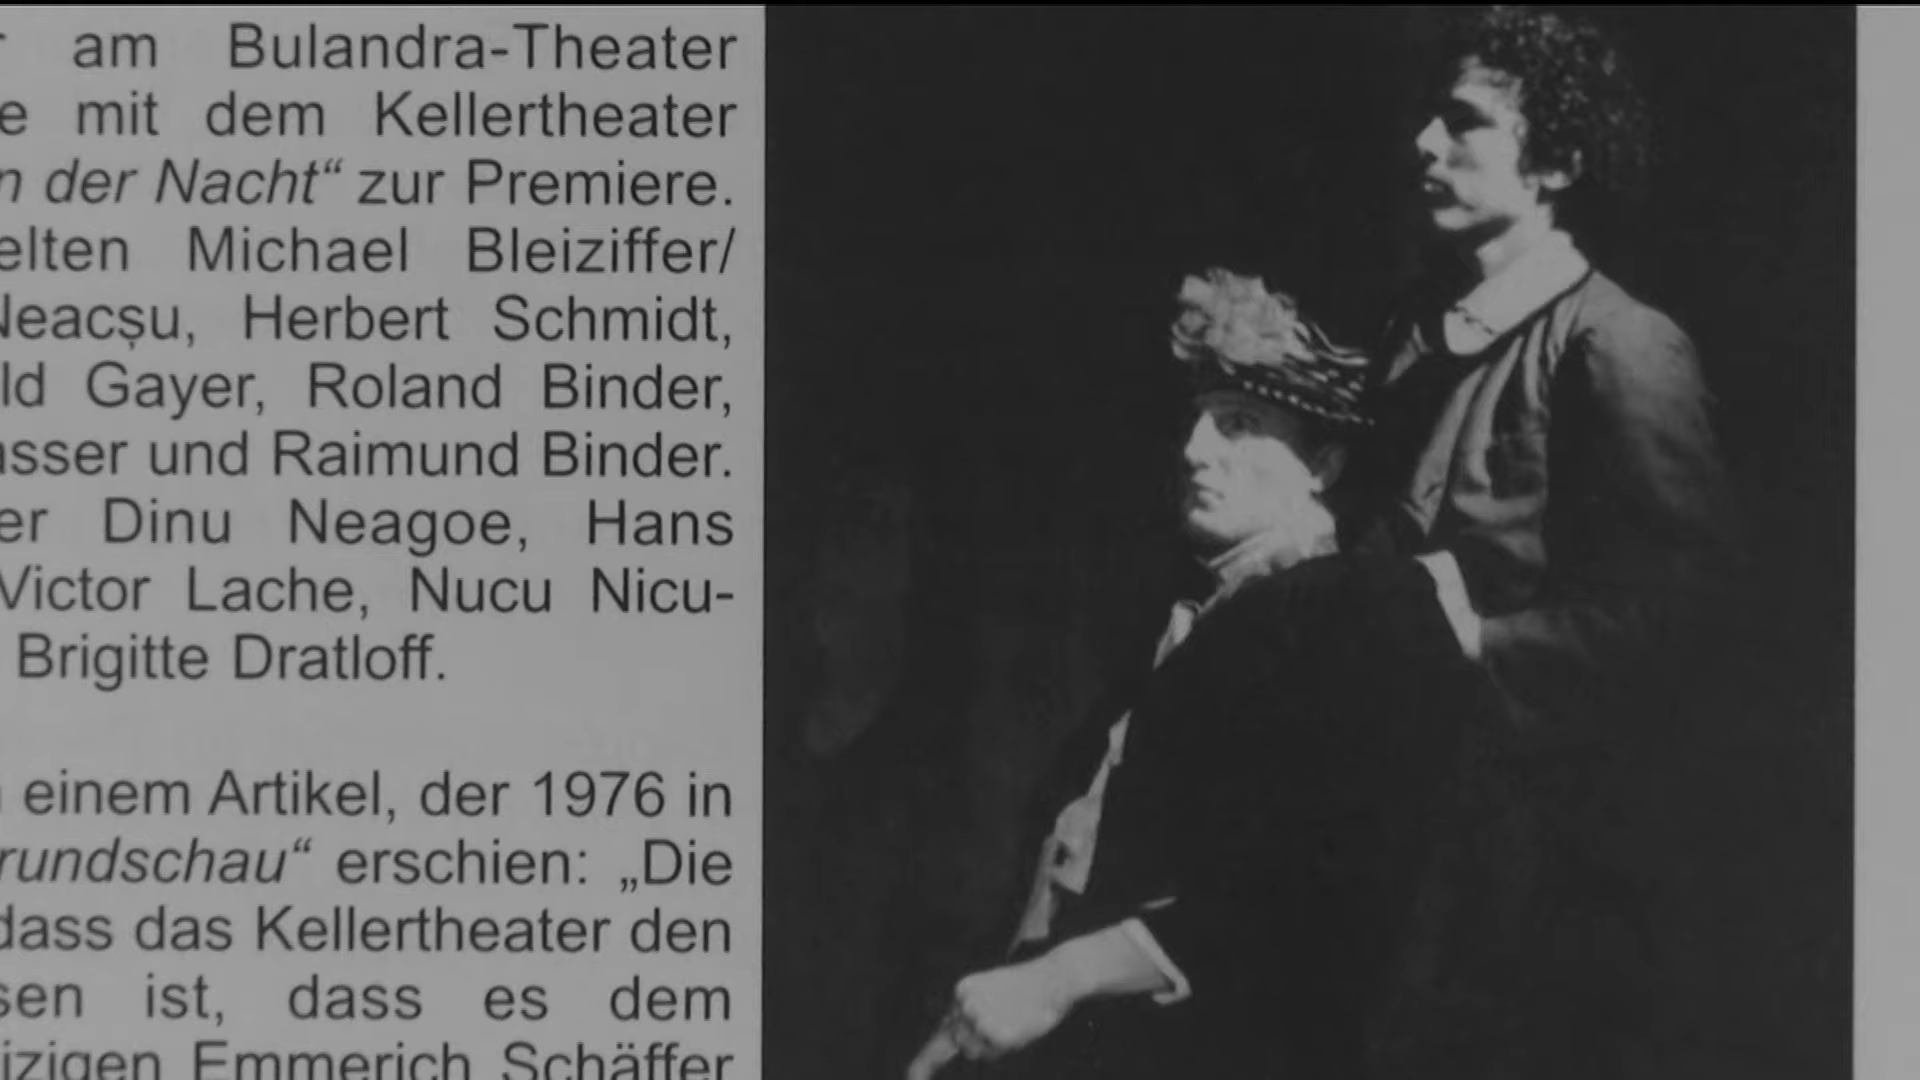 r am Bulandra-Theater
e mit dem Kellertheater
n der Nacht“ zur Premiere.
elten Michael Bleiziffer/
Neacșu, Herbert Schmidt,
ld Gayer, Roland Binder,
sser und Raimund Binder.
er Dinu Neagoe, Hans
Victor Lache, Nucu Nicu-
Brigitte Dratloff.
einem Artikel, der 1976 in
rundschau“ erschien: „Die
dass das Kellertheater den
sen ist, dass es dem
izigen Emmerich Schäffer